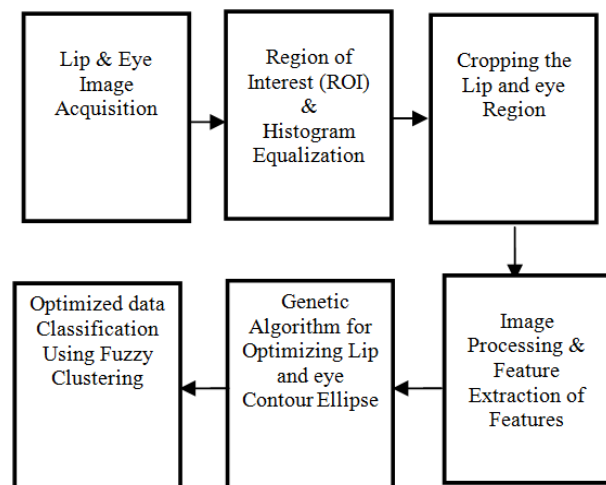 Lip & Eye
Image
Acquisition
Region of
Interest (ROI)
&
Histogram
Equalization
Cropping the
Lip and eye
Region
Image
Processing &
Feature
Extraction of
Features
Genetic
Algorithm for
Optimizing Lip
and eye
Contour Ellipse
Optimized data
Classification
Using Fuzzy
Clustering